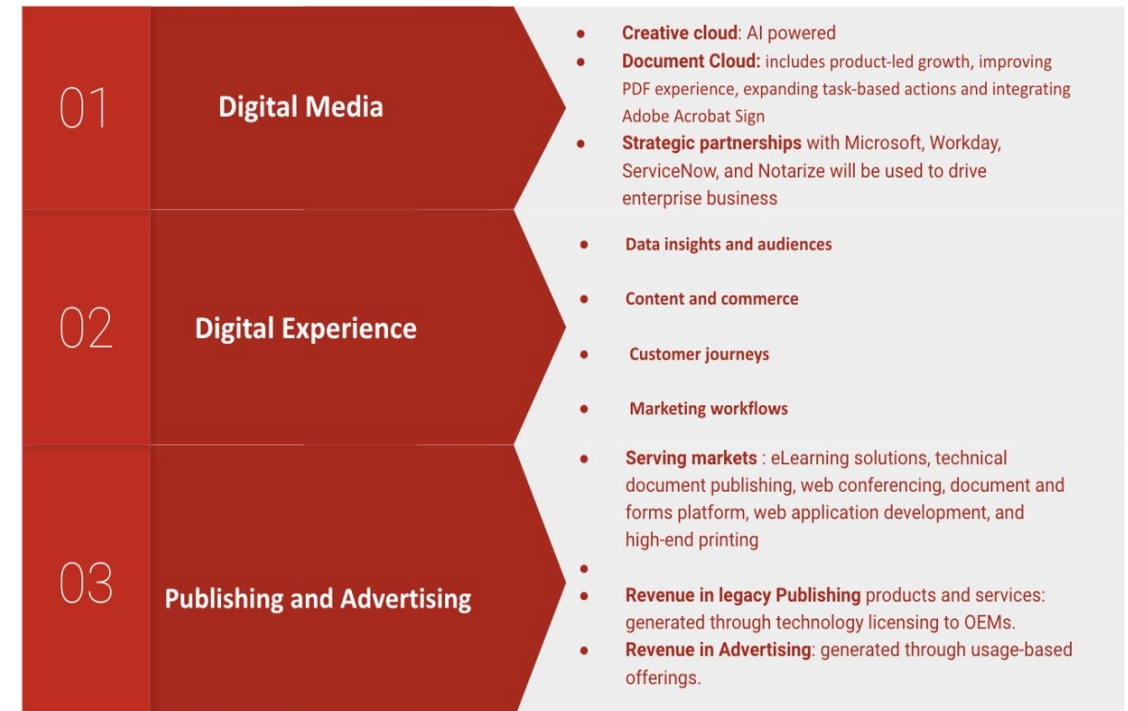 01
Digital Media
● Creative cloud: AI powered
● Document Cloud: includes product-led growth, improving
PDF experience, expanding task-based actions and integrating
Adobe Acrobat Sign
● Strategic partnerships with Microsoft, Workday,
ServiceNow, and Notarize will be used to drive
enterprise business
02
Digital Experience
● Data insights and audiences
● Content and commerce
● Customer journeys
● Marketing workflows
03
Publishing and Advertising
● Serving markets : eLearning solutions, technical
document publishing, web conferencing, document and
forms platform, web application development, and
high-end printing
●
● Revenue in legacy Publishing products and services:
generated through technology licensing to OEMs.
● Revenue in Advertising: generated through usage-based
offerings.